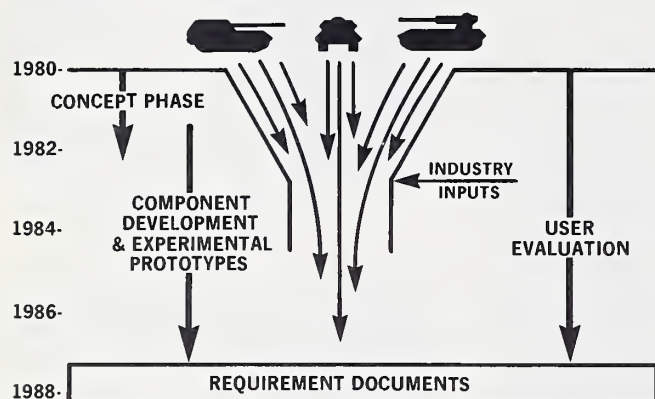 1980-
CONCEPT PHASE
1982-
INDUSTRY
INPUTS
COMPONENT
DEVELOPMENT
& EXPERIMENTAL
PROTOTYPES
1984-
USER
EVALUATION
1986-
REQUIREMENT DOCUMENTS
1988-